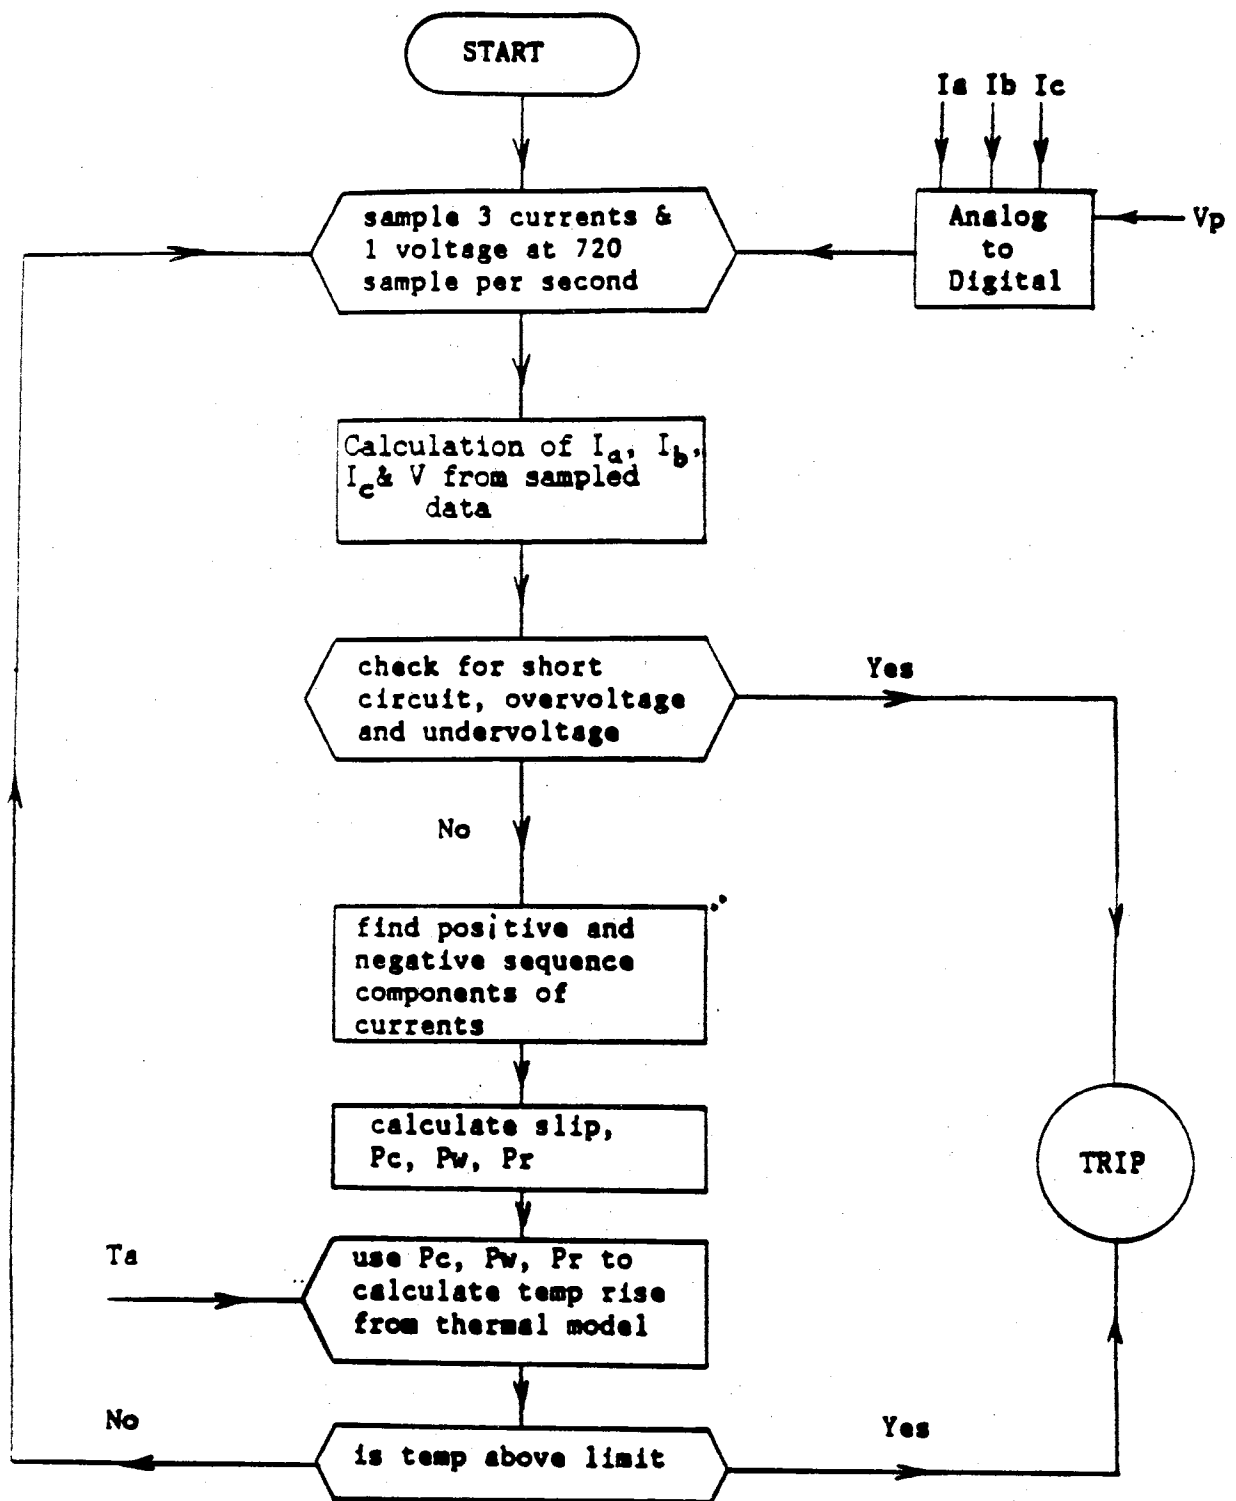 START
Ia Ib Ic
sample 3 currents &
1 voltage at 720
sample per second
Analog
to
Digital
Vp
Calculation of Ia, Ib,
Ic & V from sampled
data
check for short
circuit, overvoltage
and undervoltage
Yes
No
find positive and
negative sequence
components of
currents
calculate slip,
Pc, Pw, Pr
TRIP
Ta
use Pc, Pw, Pr to
calculate temp rise
from thermal model
No
is temp above limit
Yes